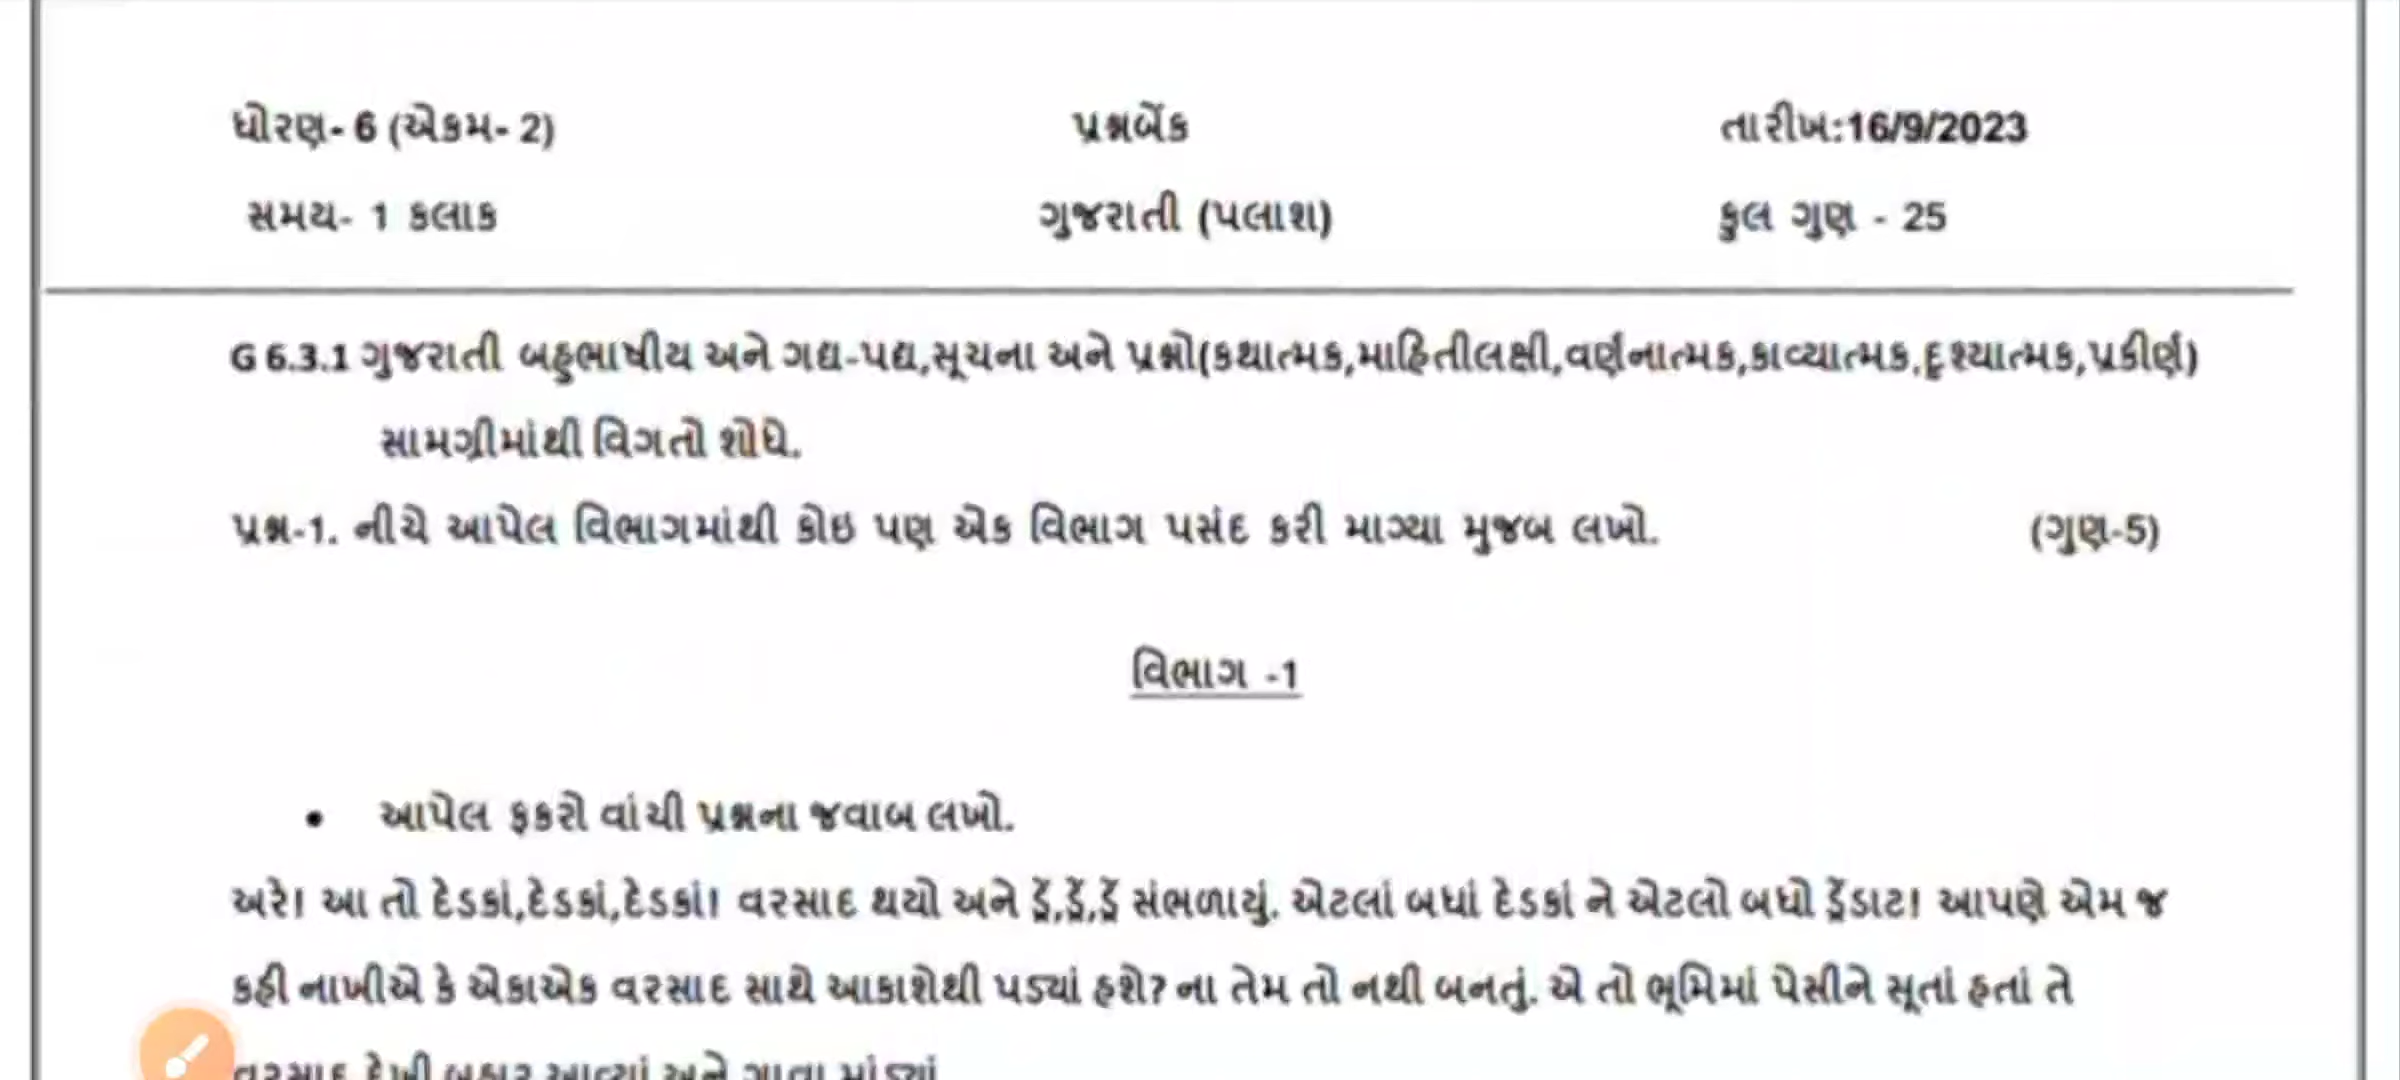 ધોરણ- 6 (એકમ- 2) પ્રશ્નબેંક તારીખ:16/9/2023
સમય- 1 કલાક ગુજરાતી (પલાશ) કુલ ગુણ - 25
G 6.3.1 ગુજરાતી બહુભાષીય અને ગદ્ય-પદ્ય,સૂચના અને પ્રશ્નો(કથાત્મક,માહિતીલક્ષી,વર્ણનાત્મક,કાવ્યાત્મક,દૃશ્યાત્મક,પ્રકીર્ણ)
સામગ્રીમાંથી વિગતો શોધે.
પ્રશ્ન-1. નીચે આપેલ વિભાગમાંથી કોઇ પણ એક વિભાગ પસંદ કરી માગ્યા મુજબ લખો. (ગુણ-5)
વિભાગ -1
• આપેલ ફકરો વાંચી પ્રશ્નના જવાબ લખો.
અરે! આ તો દેડકાં,દેડકાં,દેડકાં! વરસાદ થયો અને ડ્રેં,ડ્રેં,ડ્રેં સંભળાયું. એટલાં બધાં દેડકાં ને એટલો બધો ડ્રેંડાટ! આપણે એમ જ
કહી નાખીએ કે એકાએક વરસાદ સાથે આકાશેથી પડ્યાં હશે? ના તેમ તો નથી બનતું. એ તો ભૂમિમાં પેસીને સૂતાં હતાં તે
વરસાદ દેખી બહાર આવ્યાં અને ગાવા માંડ્યાં